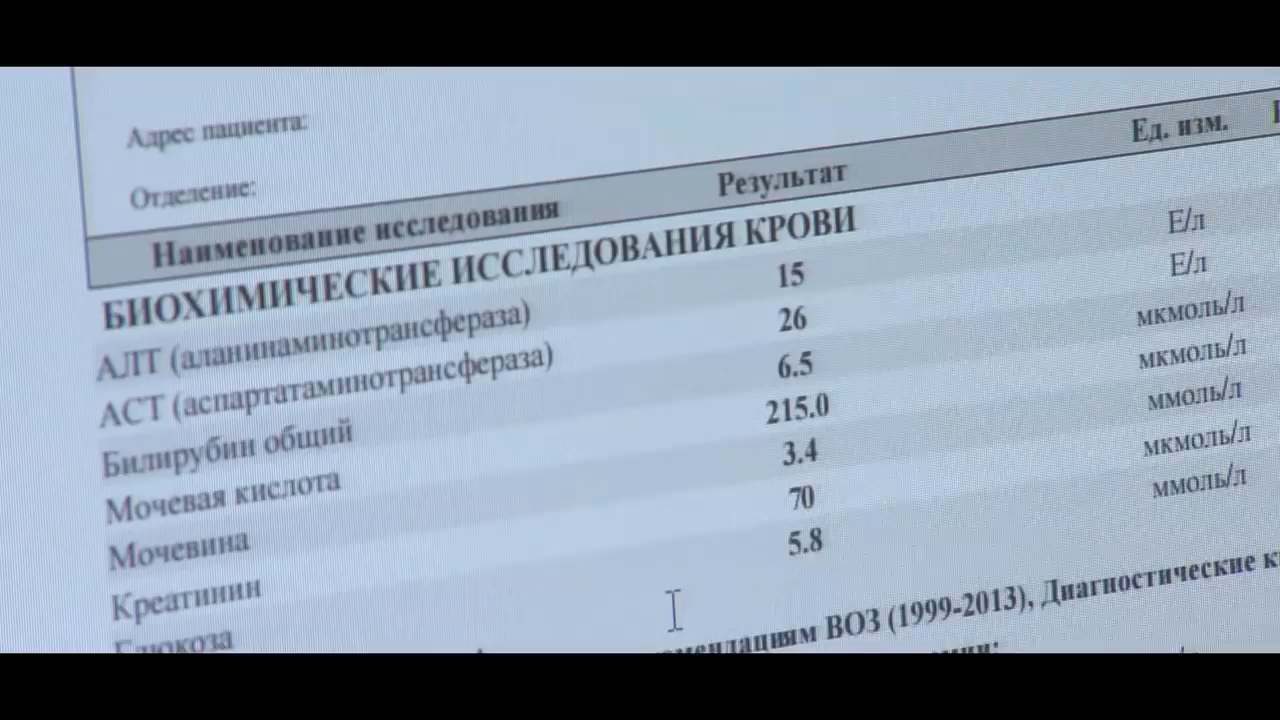 Адрес пациента:
Отделение:
Наименование исследования Результат Ед. изм.
БИОХИМИЧЕСКИЕ ИССЛЕДОВАНИЯ КРОВИ
АЛТ (аланинаминотрансфераза) 15 Е/л
АСТ (аспартатаминотрансфераза) 26 Е/л
Билирубин общий 6.5 мкмоль/л
Мочевая кислота 215.0 мкмоль/л
Мочевина 3.4 ммоль/л
Креатинин 70 мкмоль/л
Глюкоза 5.8 ммоль/л
ВОЗ (1999-2013), Диагностические